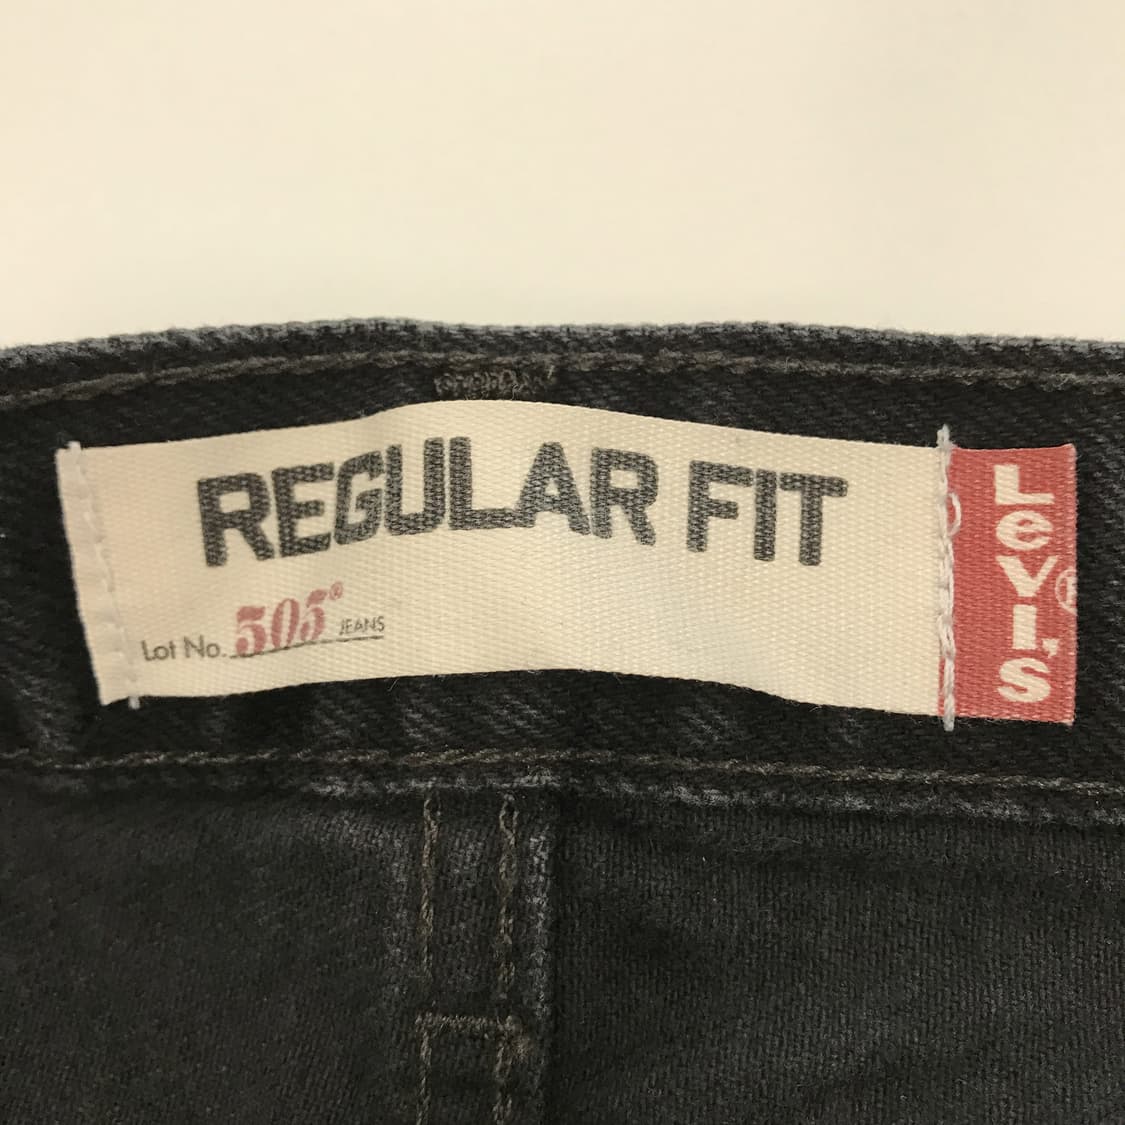 REGULAR FIT
Lot No. 505® JEANS
LeVI'S
®